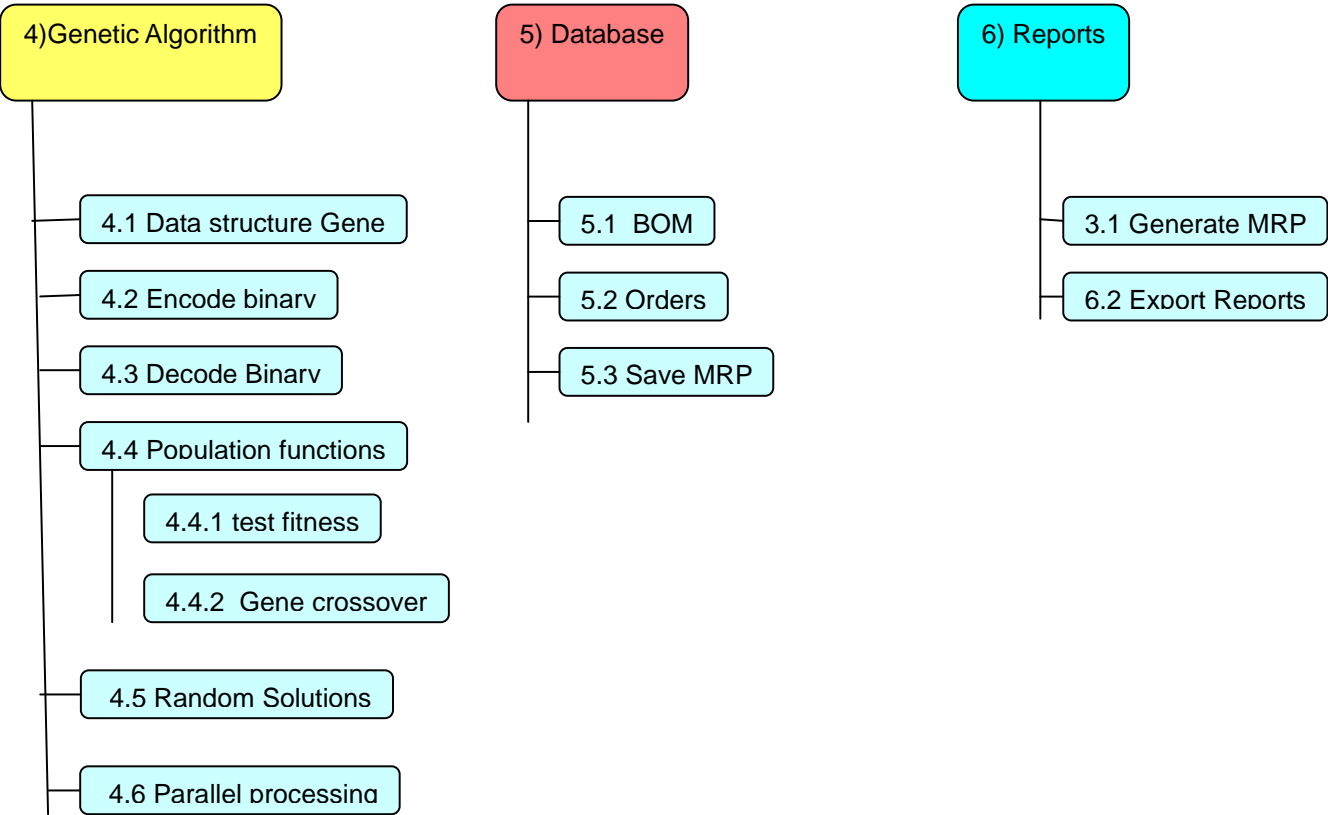 4)Genetic Algorithm
4.1 Data structure Gene
4.2 Encode binary
4.3 Decode Binary
4.4 Population functions
4.4.1 test fitness
4.4.2  Gene crossover
4.5 Random Solutions
4.6 Parallel processing
5) Database
5.1  BOM
5.2 Orders
5.3 Save MRP
6) Reports
3.1 Generate MRP
6.2 Export Reports